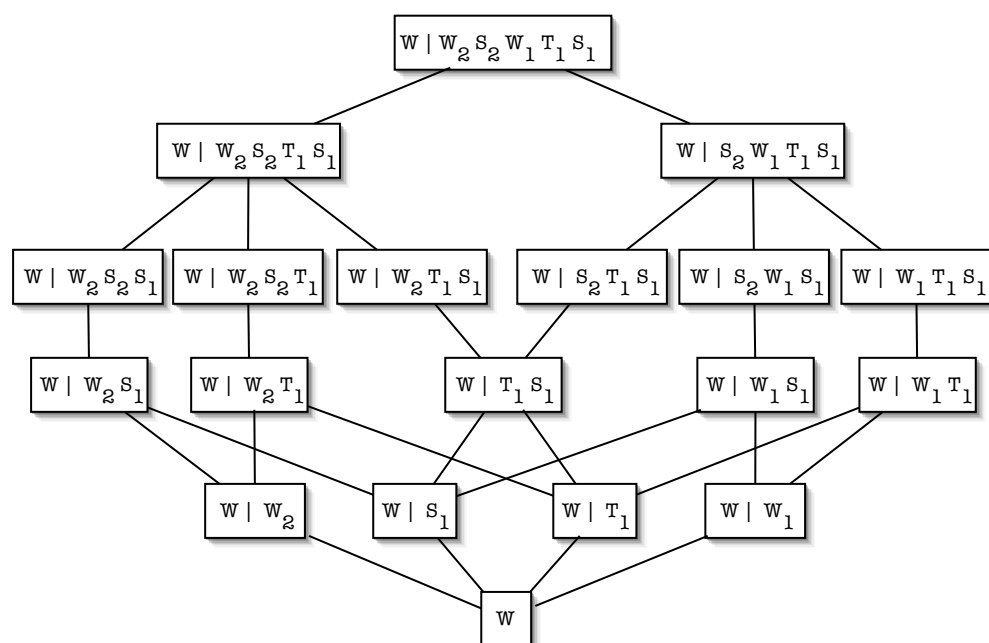 W | W₂ S₂ W₁ T₁ S₁
W | W₂ S₂ T₁ S₁
W | S₂ W₁ T₁ S₁
W | W₂ S₂ S₁
W | W₂ S₂ T₁
W | W₂ T₁ S₁
W | S₂ T₁ S₁
W | S₂ W₁ S₁
W | W₁ T₁ S₁
W | W₂ S₁
W | W₂ T₁
W | T₁ S₁
W | W₁ S₁
W | W₁ T₁
W | W₂
W | S₁
W | T₁
W | W₁
W